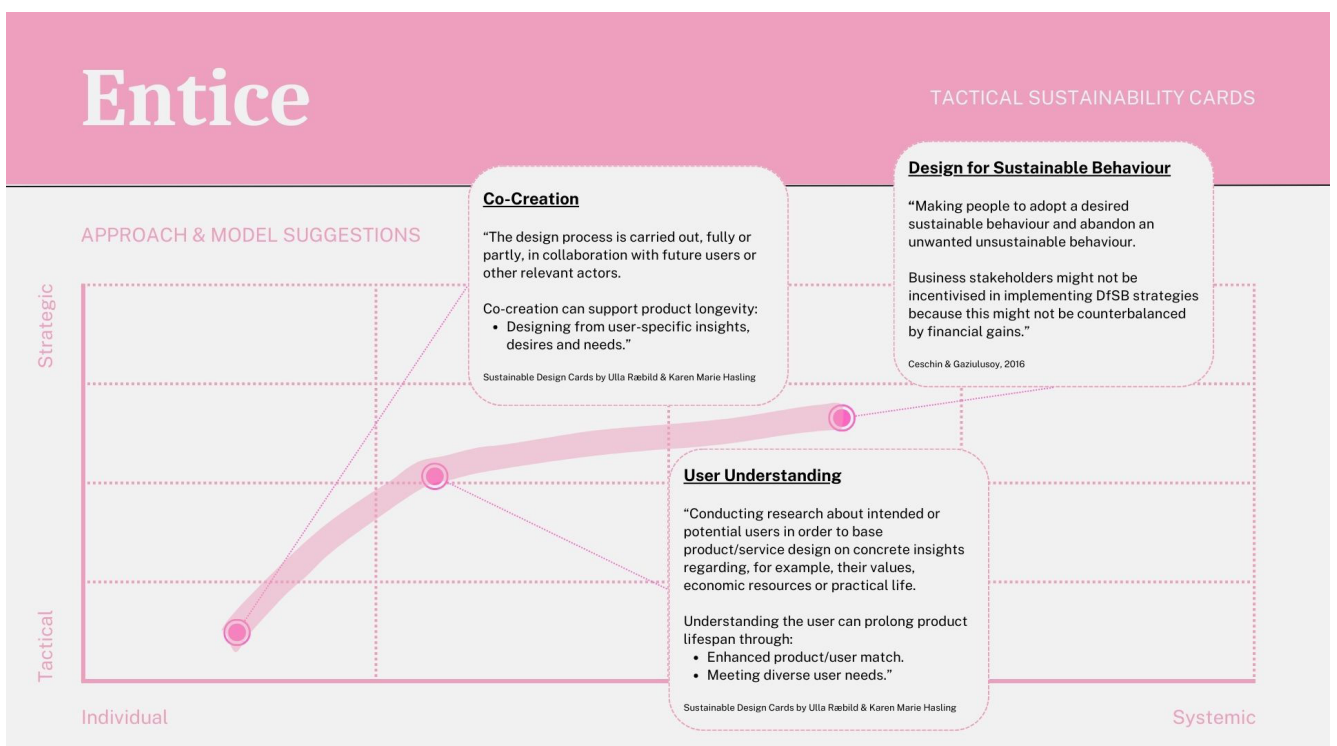 Entice
TACTICAL SUSTAINABILITY CARDS
APPROACH & MODEL SUGGESTIONS
Strategic
Tactical
Individual
Systemic
Co-Creation
“The design process is carried out, fully or
partly, in collaboration with future users or
other relevant actors.
Co-creation can support product longevity:
• Designing from user-specific insights,
desires and needs.”
Sustainable Design Cards by Ulla Ræbild & Karen Marie Hasling
Design for Sustainable Behaviour
“Making people to adopt a desired
sustainable behaviour and abandon an
unwanted unsustainable behaviour.
Business stakeholders might not be
incentivised in implementing DfSB strategies
because this might not be counterbalanced
by financial gains.”
Ceschin & Gaziulusoy, 2016
User Understanding
“Conducting research about intended or
potential users in order to base
product/service design on concrete insights
regarding, for example, their values,
economic resources or practical life.
Understanding the user can prolong product
lifespan through:
• Enhanced product/user match.
• Meeting diverse user needs.”
Sustainable Design Cards by Ulla Ræbild & Karen Marie Hasling